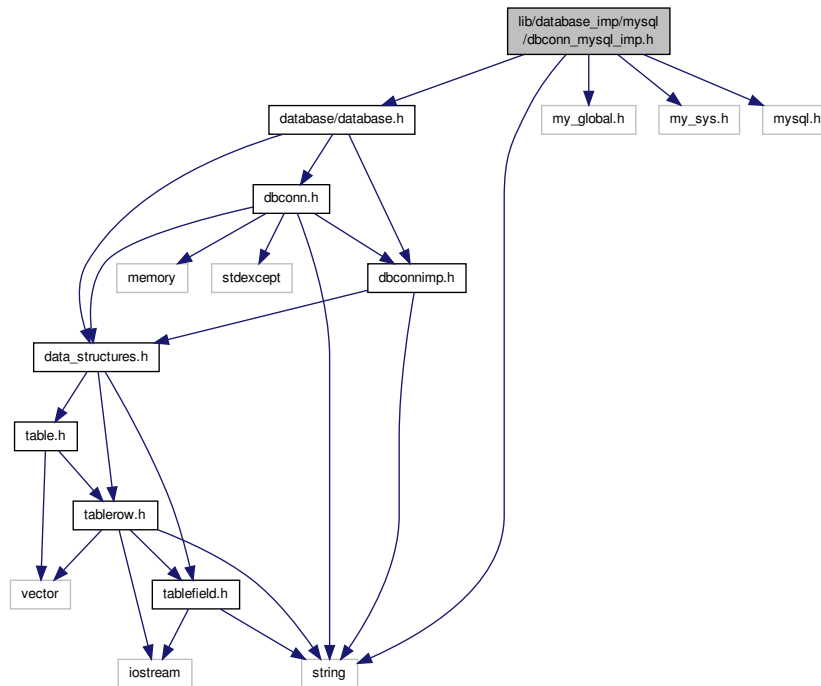 lib/database_imp/mysql
/dbconn_mysql_imp.h
database/database.h
my_global.h
my_sys.h
mysql.h
dbconn.h
memory
stdexcept
dbconnimp.h
data_structures.h
table.h
tablerow.h
vector
tablefield.h
iostream
string